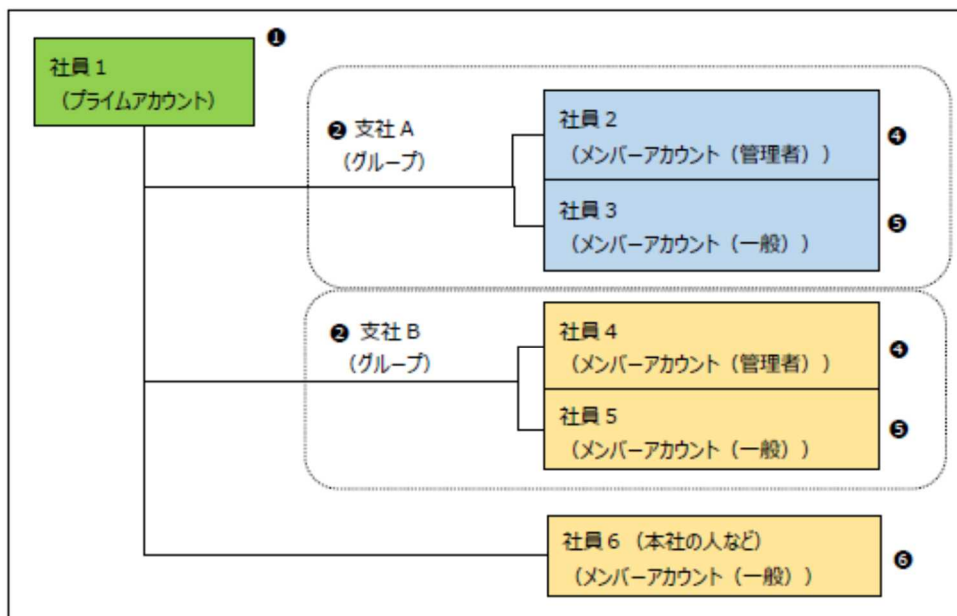 ❶
社員1
（プライムアカウント）
❷ 支社A
（グループ）
社員2
（メンバーアカウント（管理者））
❹
社員3
（メンバーアカウント（一般））
❺
❷ 支社B
（グループ）
社員4
（メンバーアカウント（管理者））
❹
社員5
（メンバーアカウント（一般））
❺
社員6（本社の人など）
（メンバーアカウント（一般））
❻